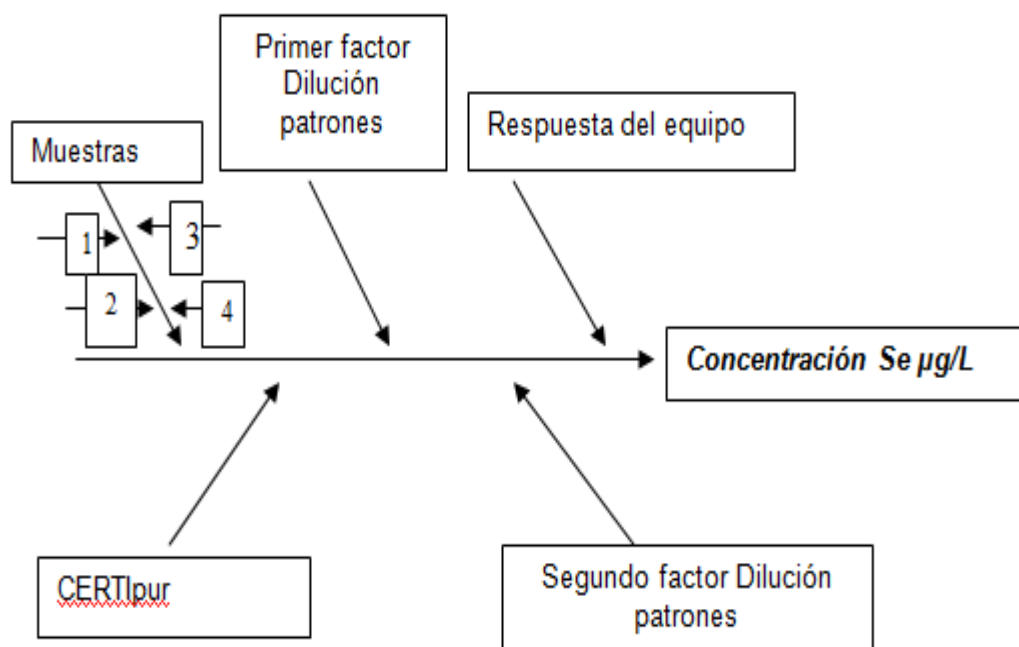 Primer factor
Dilución
patrones
Respuesta del equipo
Muestras
1
3
2
4
Concentración Se µg/L
CERTIpur
Segundo factor Dilución
patrones